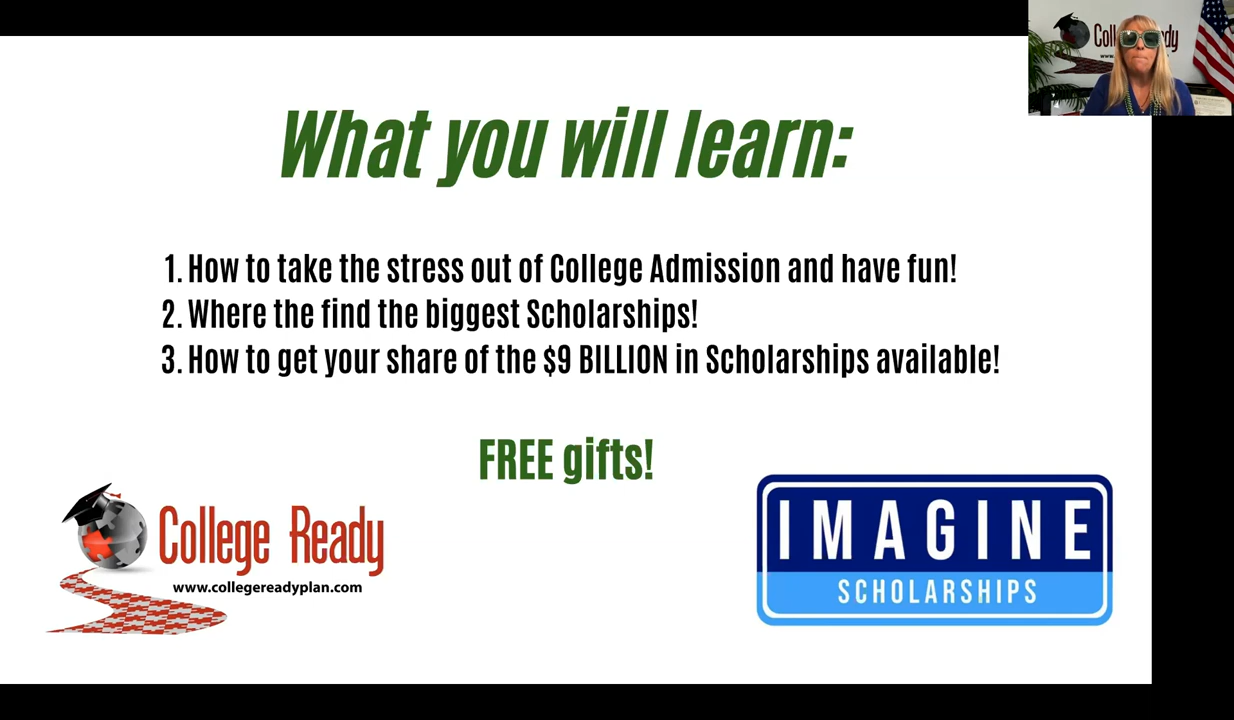 What you will learn:
1. How to take the stress out of College Admission and have fun!
2. Where the find the biggest Scholarships!
3. How to get your share of the $9 BILLION in Scholarships available!
FREE gifts!
College Ready
www.collegereadyplan.com
IMAGINE
SCHOLARSHIPS